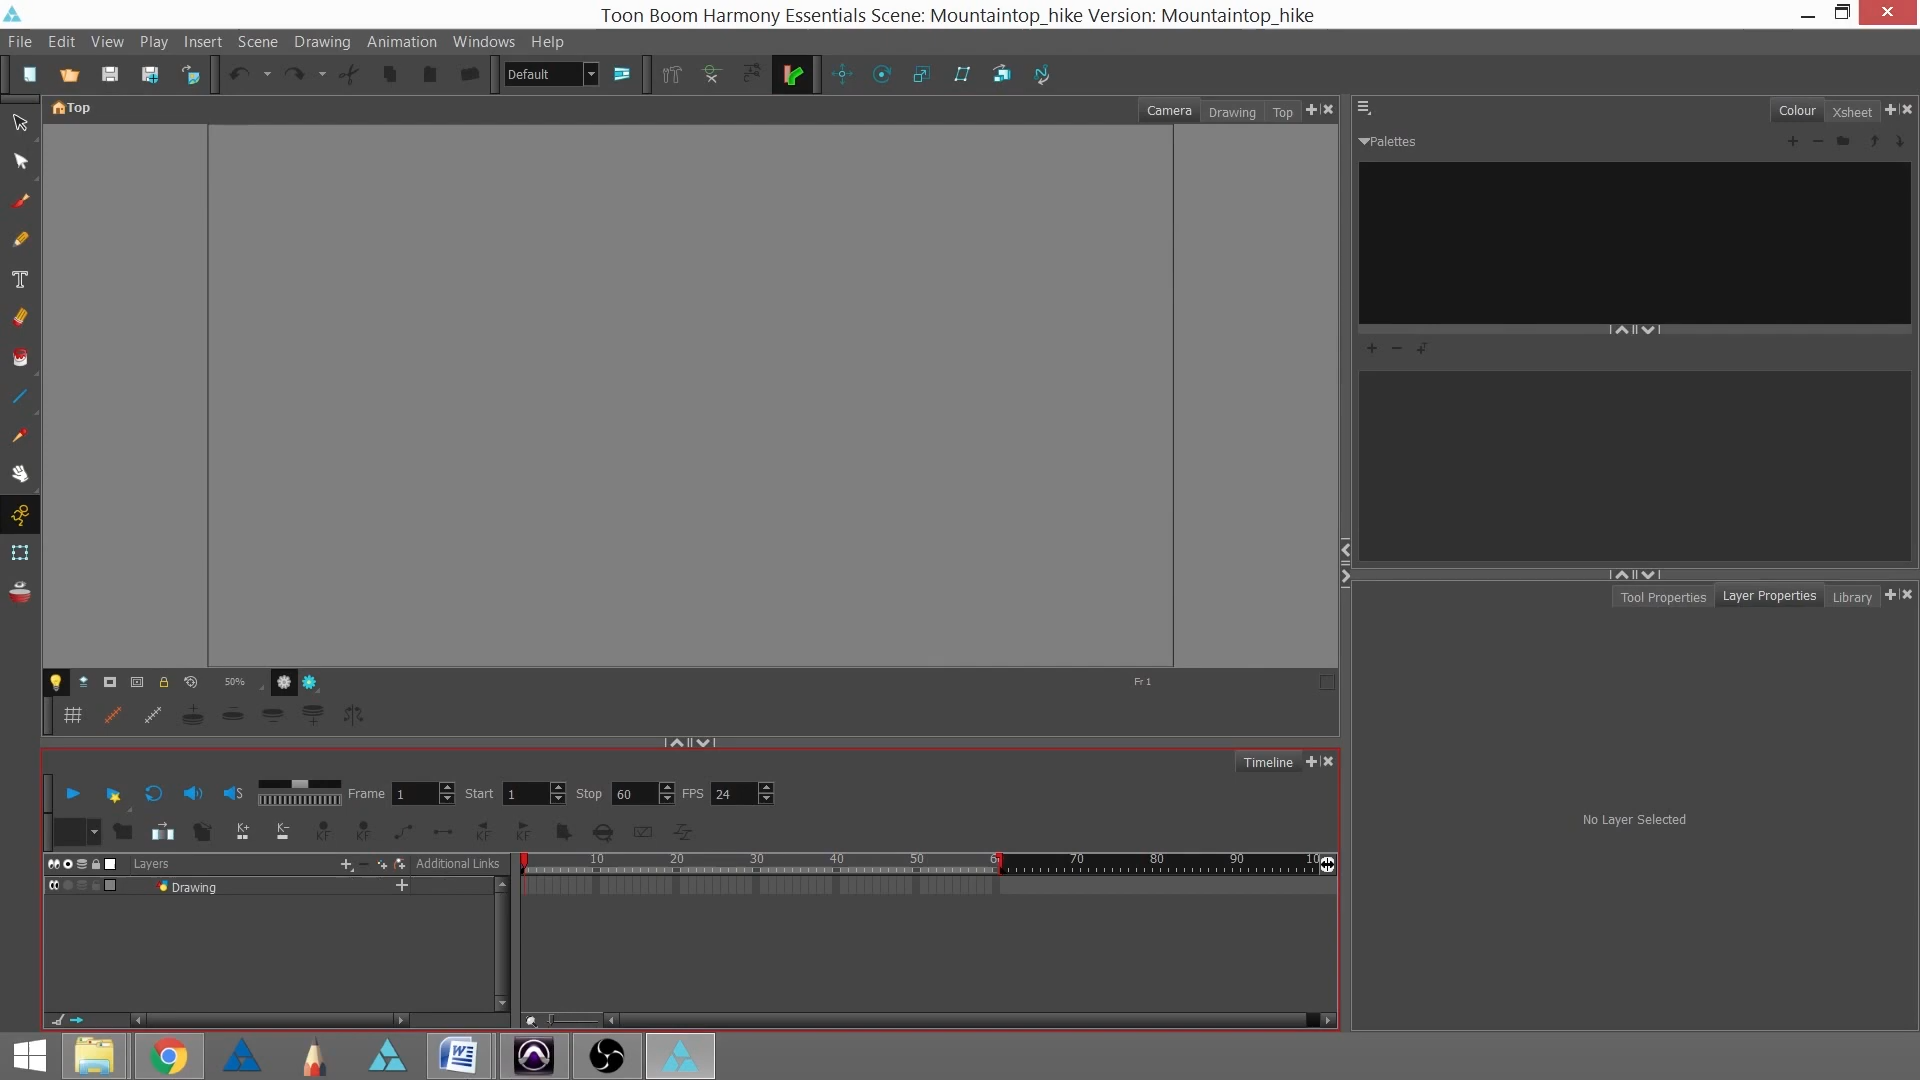 Toon Boom Harmony Essentials Scene: Mountaintop_hike Version: Mountaintop_hike
File Edit View Play Insert Scene Drawing Animation Windows Help
Default
Top
Camera Drawing Top
Colour Xsheet
Palettes
50%
Fr 1
Tool Properties Layer Properties Library
No Layer Selected
Timeline
Frame 1 Start 1 Stop 60 FPS 24
Layers Additional Links
10 20 30 40 50 6 70 80 90 10
Drawing